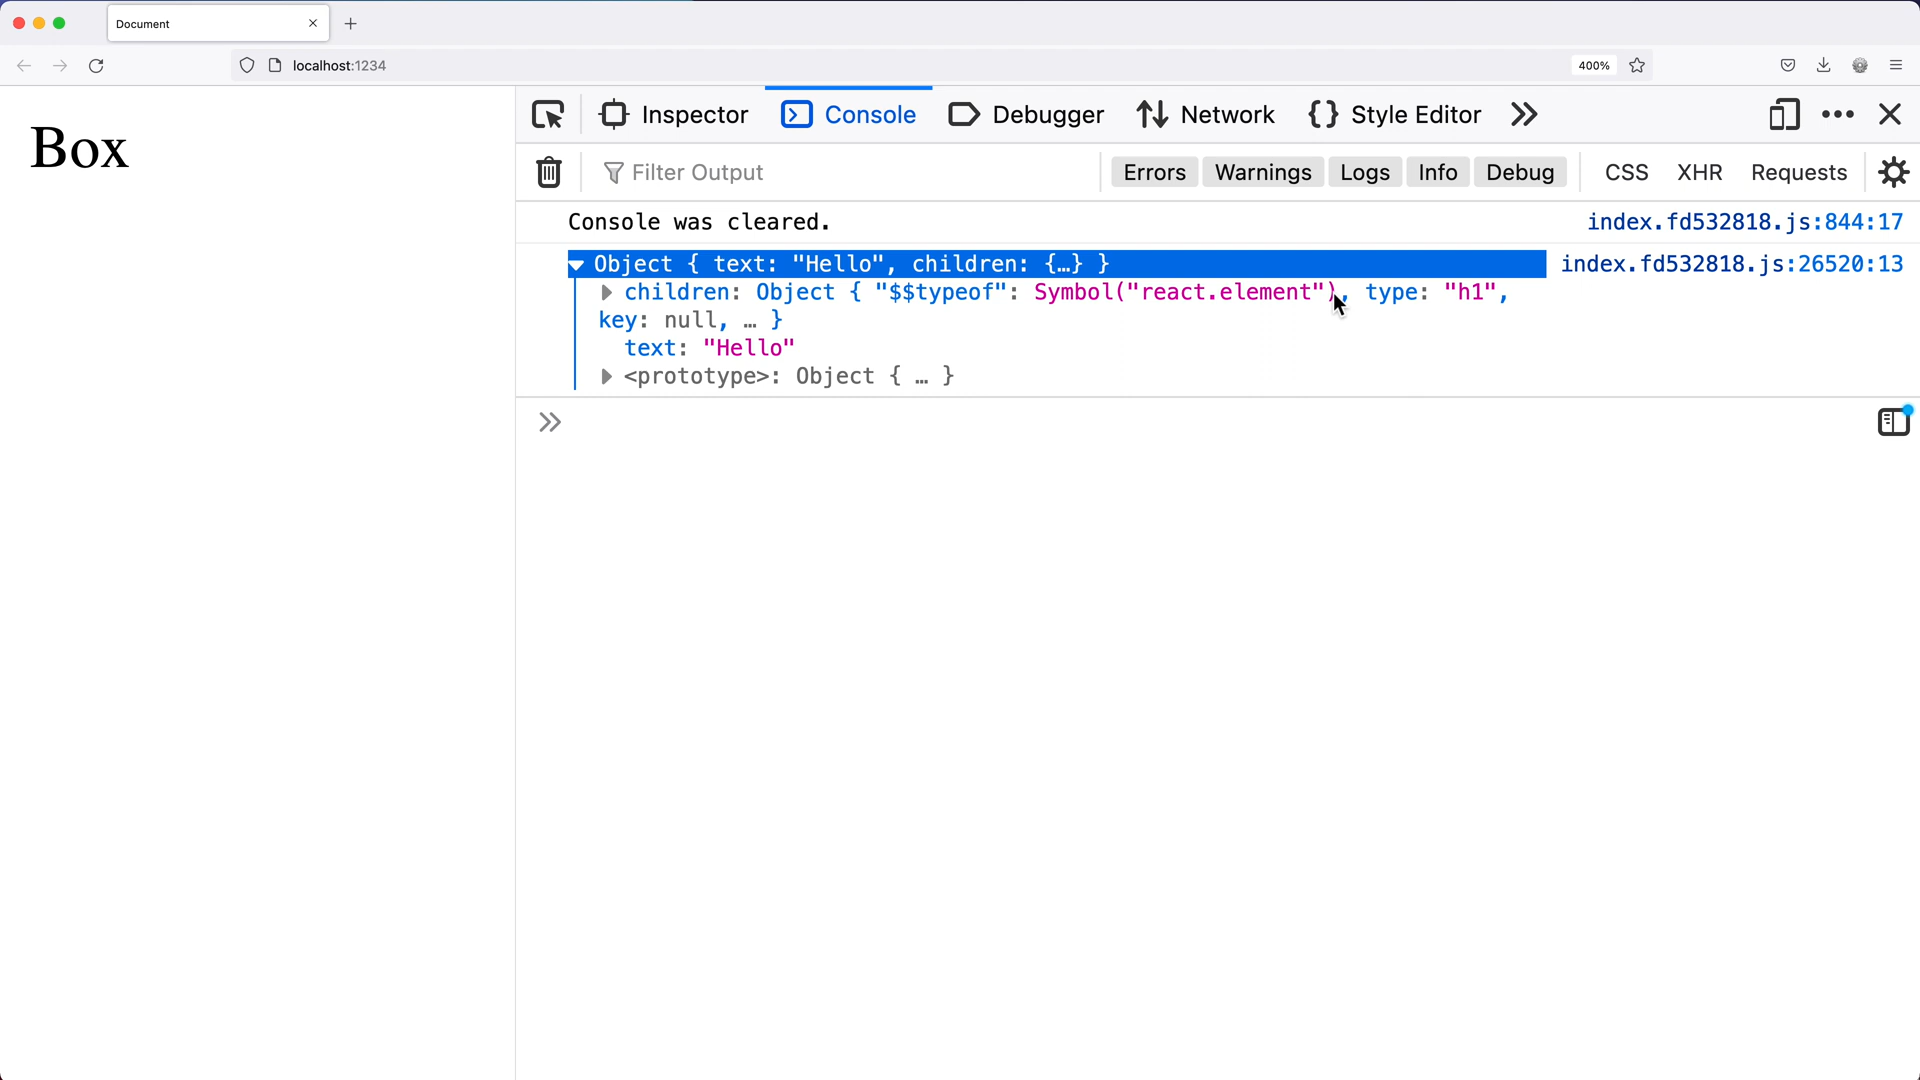 Document
localhost:1234
400%
Box
Inspector
Console
Debugger
Network
Style Editor
Filter Output
Errors
Warnings
Logs
Info
Debug
CSS
XHR
Requests
Console was cleared.
index.fd532818.js:844:17
Object { text: "Hello", children: {…} }
index.fd532818.js:26520:13
children: Object { "$$typeof": Symbol("react.element"), type: "h1",
key: null, … }
text: "Hello"
<prototype>: Object { … }